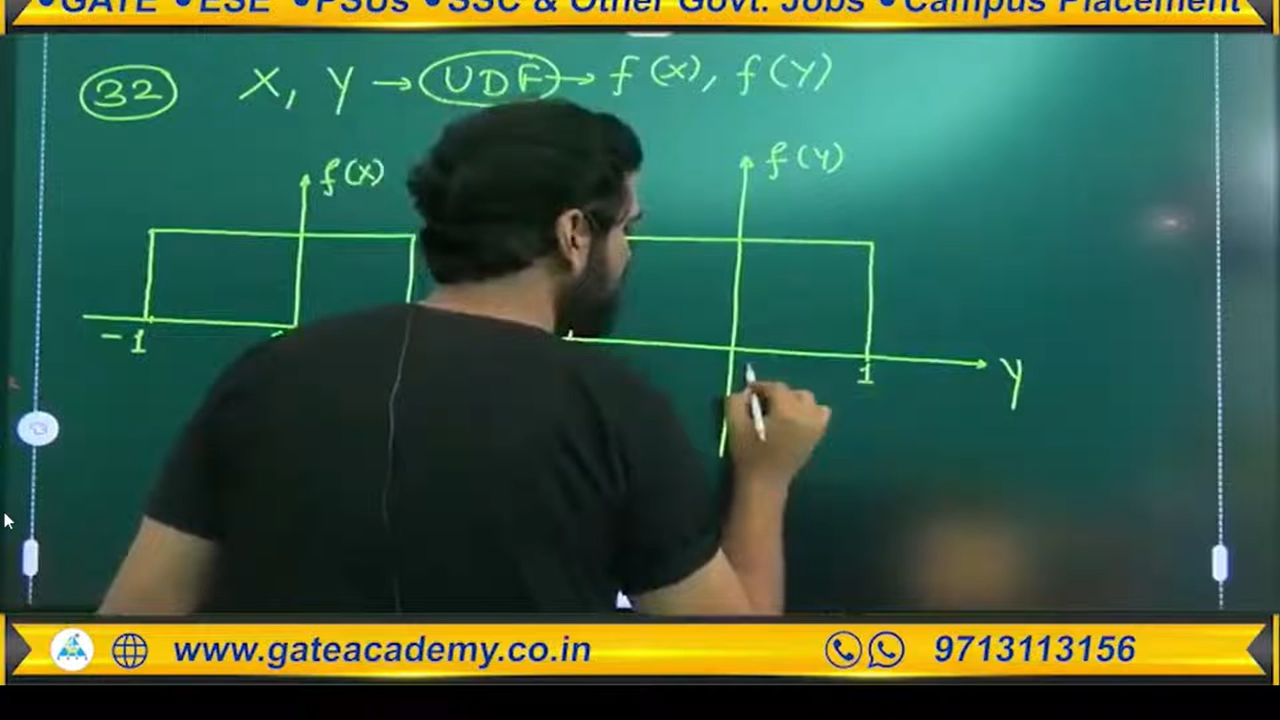 •GATE •ESE •PSUs •SSC & Other Govt. Jobs •Campus Placement
32 X, Y → UDF → f(x), f(Y)
f(x) f(Y)
-1 1 Y
www.gateacademy.co.in 9713113156